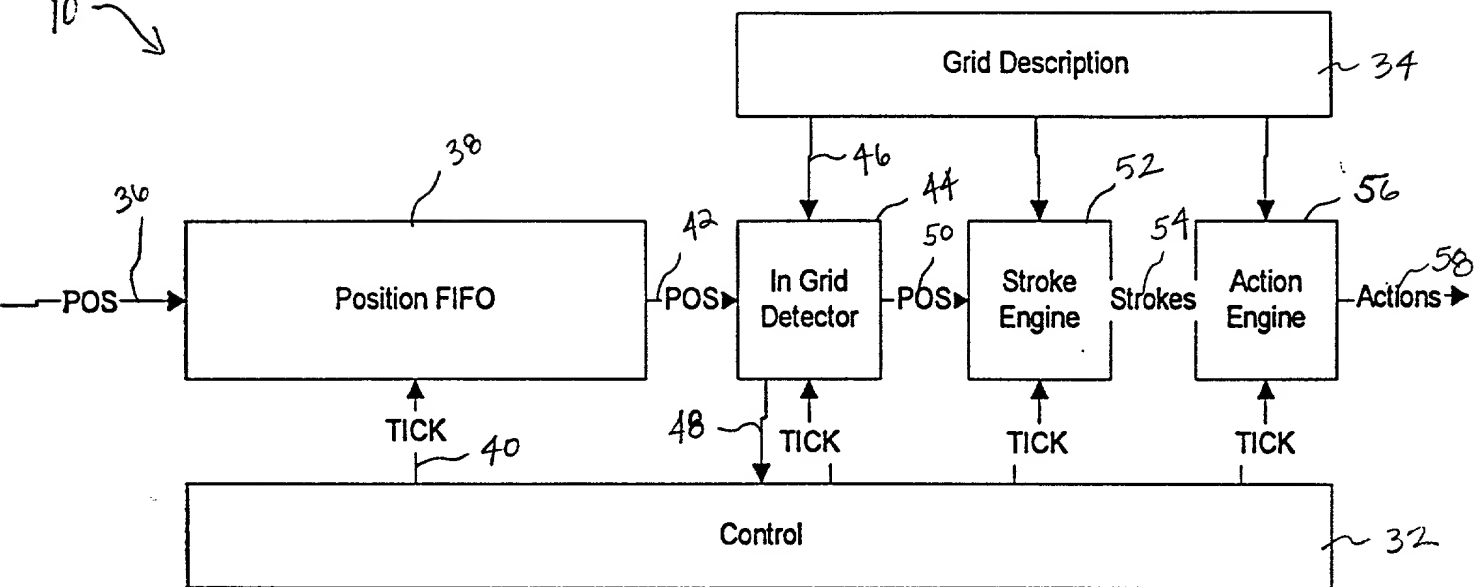 10
Grid Description
34
46
38
36
42
44
50
52
54
56
58
POS
Position FIFO
POS
In Grid
Detector
POS
Stroke
Engine
Strokes
Action
Engine
Actions
TICK
40
48
TICK
TICK
TICK
Control
32